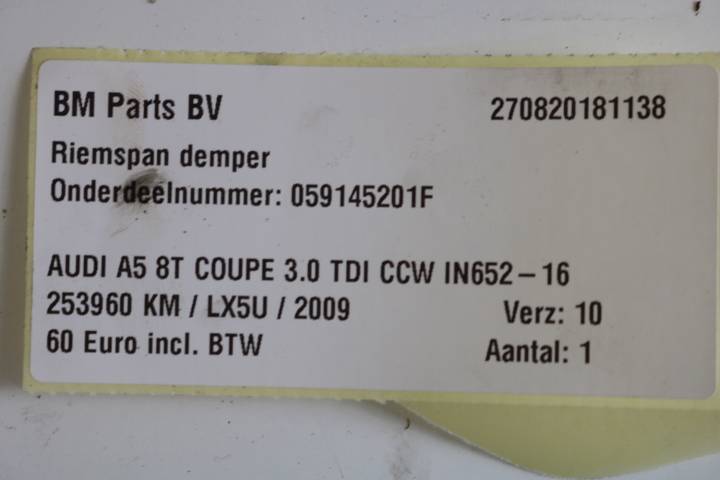 BM Parts BV 270820181138
Riemspan demper
Onderdeelnummer: 059145201F
AUDI A5 8T COUPE 3.0 TDI CCW IN652-16
253960 KM / LX5U / 2009 Verz: 10
60 Euro incl. BTW Aantal: 1